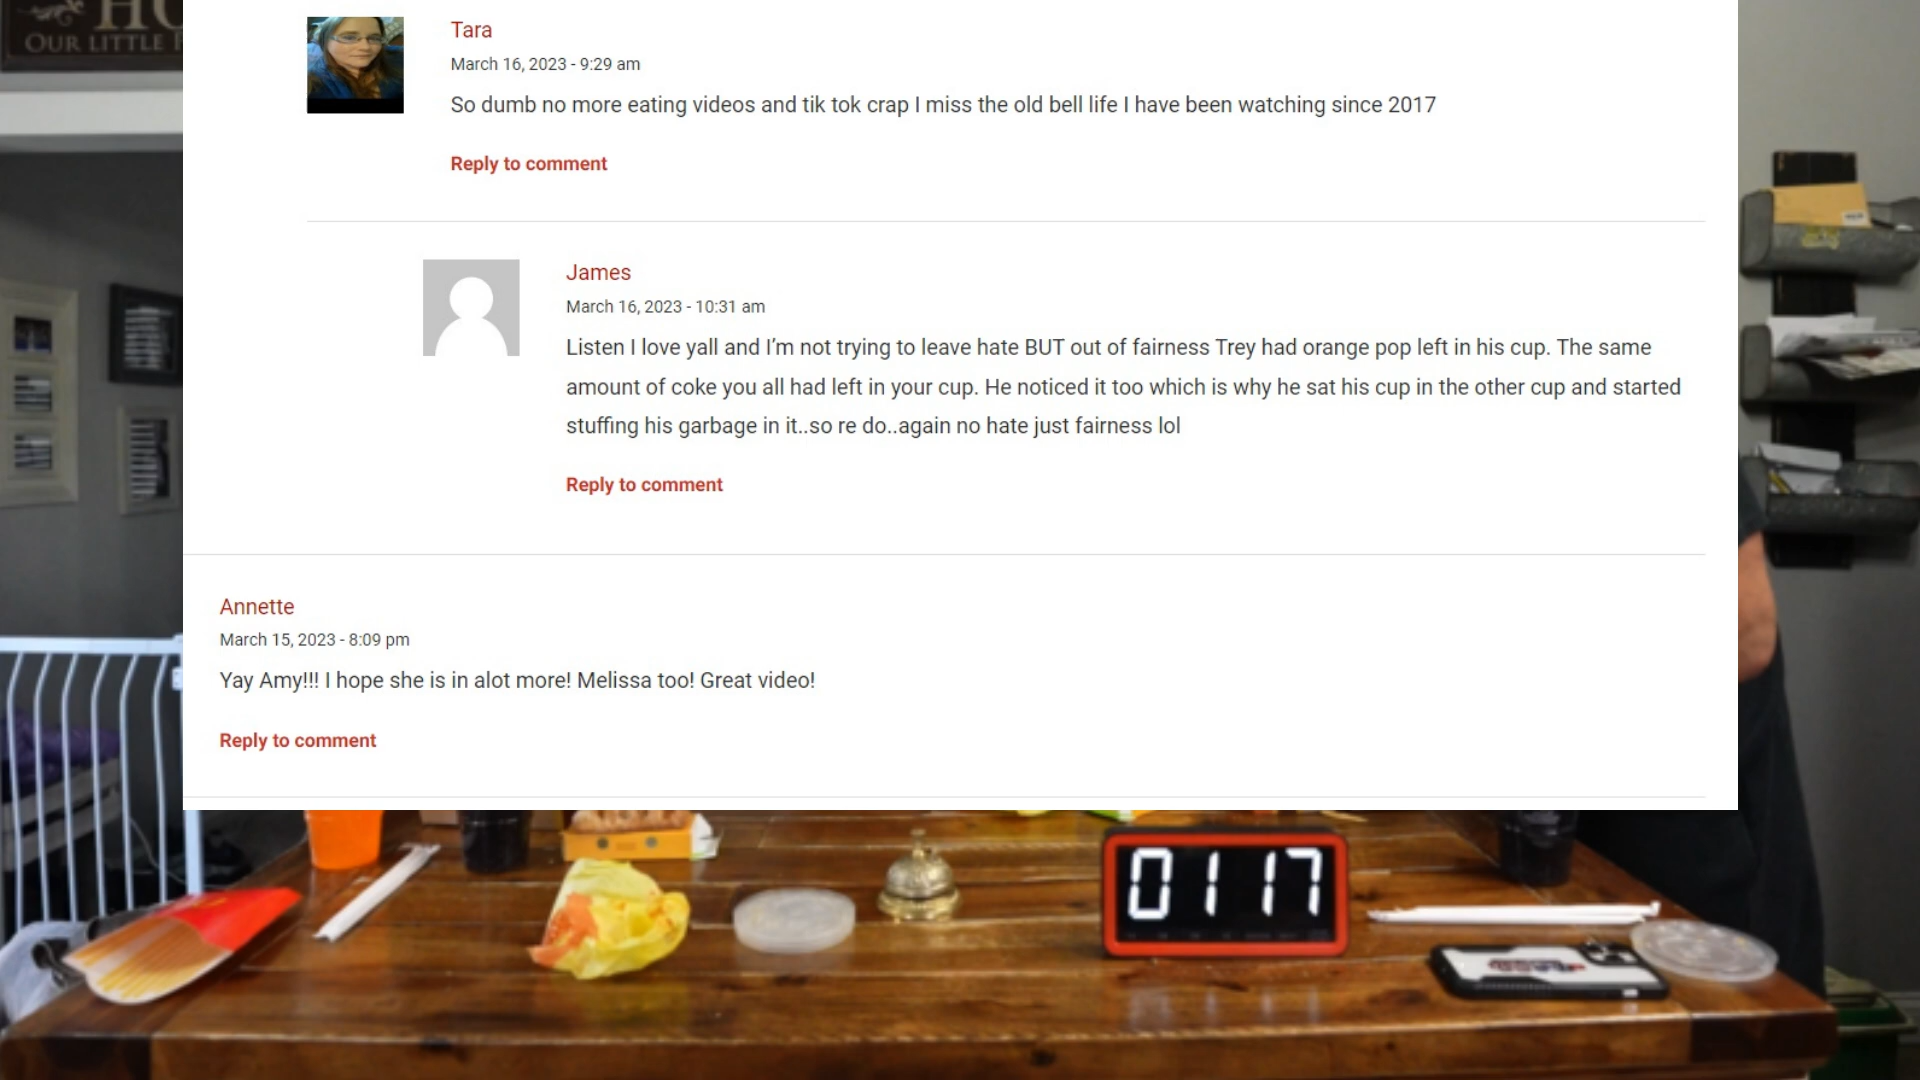 HO
OUR LITTLE
Tara
March 16, 2023 - 9:29 am
So dumb no more eating videos and tik tok crap I miss the old bell life I have been watching since 2017
Reply to comment
James
March 16, 2023 - 10:31 am
Listen I love yall and I’m not trying to leave hate BUT out of fairness Trey had orange pop left in his cup. The same
amount of coke you all had left in your cup. He noticed it too which is why he sat his cup in the other cup and started
stuffing his garbage in it..so re do..again no hate just fairness lol
Reply to comment
Annette
March 15, 2023 - 8:09 pm
Yay Amy!!! I hope she is in alot more! Melissa too! Great video!
Reply to comment
01 17